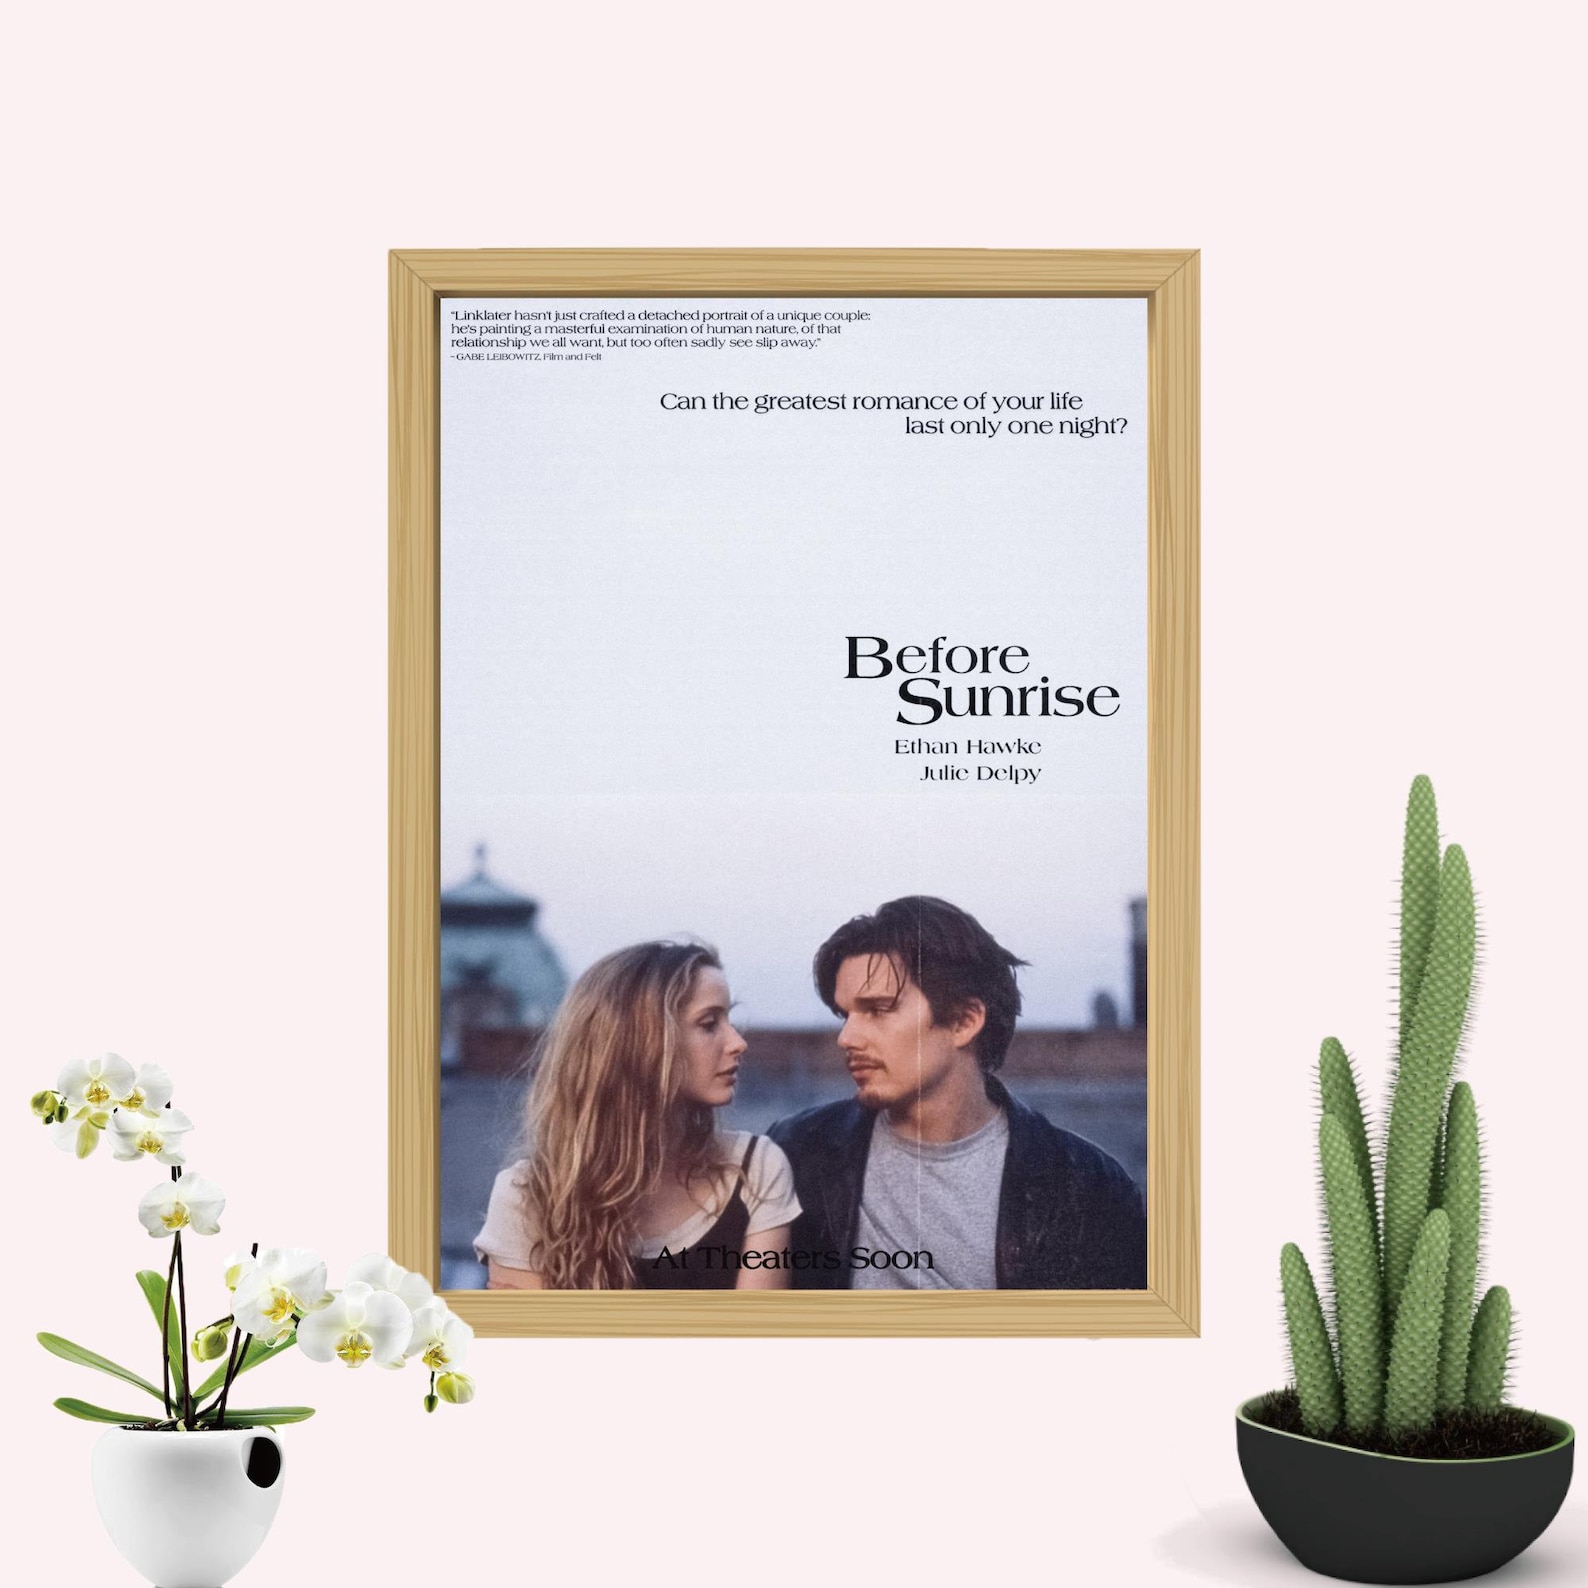 "Linklater hasn't just crafted a detached portrait of a unique couple:
he's painting a masterful examination of human nature, of that
relationship we all want, but too often sadly see slip away."
- GABE LEIBOWITZ, Film and Felt
Can the greatest romance of your life
last only one night?
Before
Sunrise
Ethan Hawke
Julie Delpy
At Theaters Soon